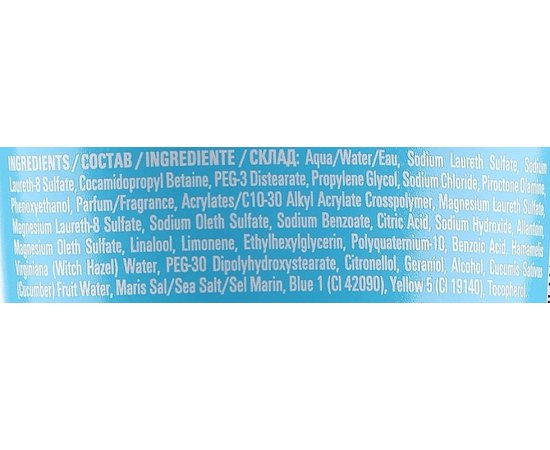 INGREDIENTS / СОСТАВ / INGREDIENTE / СКЛАД: Aqua/Water/Eau, Sodium Laureth Sulfate, Sodium
Laureth-8 Sulfate, Cocamidopropyl Betaine, PEG-3 Distearate, Propylene Glycol, Sodium Chloride, Piroctone Olamine,
Phenoxyethanol, Parfum/Fragrance, Acrylates/C10-30 Alkyl Acrylate Crosspolymer, Magnesium Laureth Sulfate,
Magnesium Laureth-8 Sulfate, Sodium Oleth Sulfate, Sodium Benzoate, Citric Acid, Sodium Hydroxide, Allantoin,
Magnesium Oleth Sulfate, Linalool, Limonene, Ethylhexylglycerin, Polyquaternium-10, Benzoic Acid, Hamamelis
Virginiana (Witch Hazel) Water, PEG-30 Dipolyhydroxystearate, Citronellol, Geraniol, Alcohol, Cucumis Sativus
(Cucumber) Fruit Water, Maris Sal/Sea Salt/Sel Marin, Blue 1 (CI 42090), Yellow 5 (CI 19140), Tocopherol.